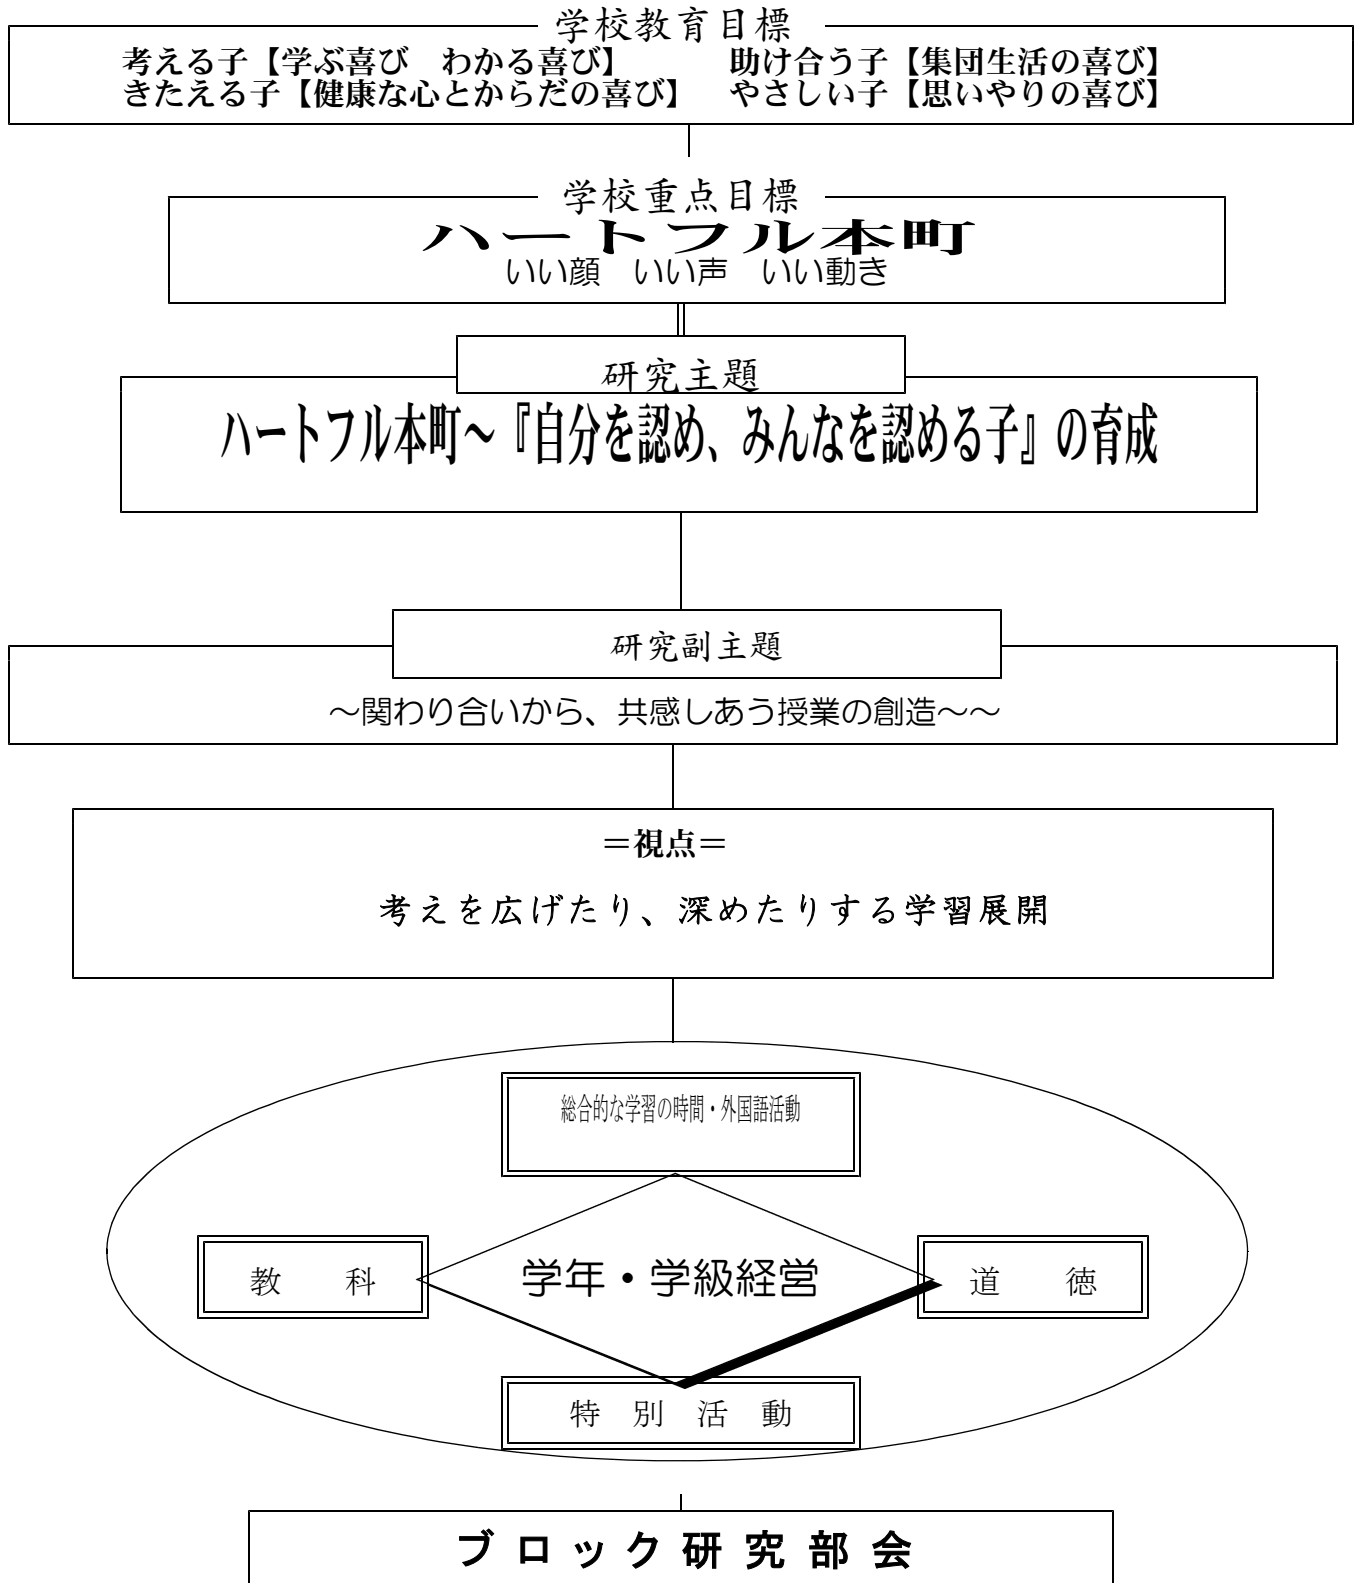 学校教育目標
考える子【学ぶ喜び　わかる喜び】　助け合う子【集団生活の喜び】
きたえる子【健康な心とからだの喜び】　やさしい子【思いやりの喜び】
学校重点目標
ハートフル本町
いい顔　いい声　いい動き
研究主題
ハートフル本町～『自分を認め、みんなを認める子』の育成
研究副主題
～関わり合いから、共感しあう授業の創造～～
＝視点＝
考えを広げたり、深めたりする学習展開
総合的な学習の時間・外国語活動
教　科　学年・学級経営　道　徳
特　別　活　動
ブロック研究部会